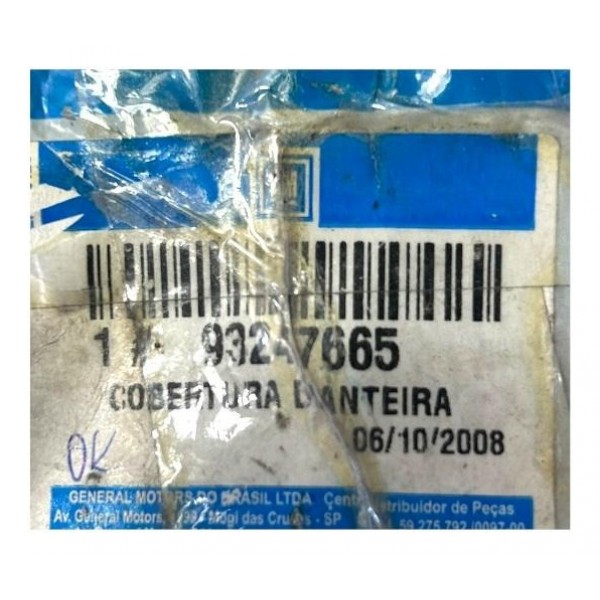 GM
1 # 93247665
COBERTURA DIANTEIRA
06/10/2008
OK
GENERAL MOTORS DO BRASIL LTDA Centro Distribuidor de Peças
Av. General Motors, Mogi das Cruzes - SP 59.275.792/0097-00